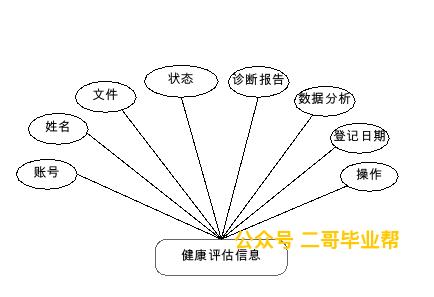 状态
诊断报告
文件
数据分析
姓名
登记日期
账号
操作
公众号 二哥毕业帮
健康评估信息